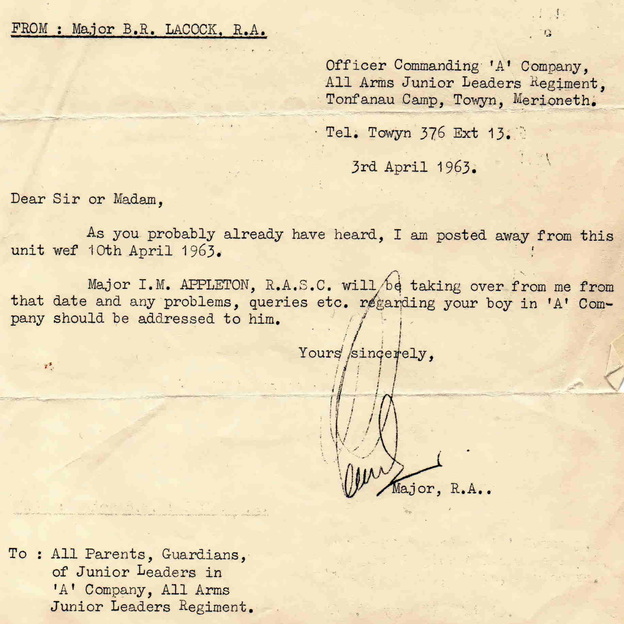 FROM : Major B.R. LACOCK, R.A.
Officer Commanding 'A' Company,
All Arms Junior Leaders Regiment,
Tonfanau Camp, Towyn, Merioneth.
Tel. Towyn 376 Ext 13.
3rd April 1963.
Dear Sir or Madam,
As you probably already have heard, I am posted away from this
unit wef 10th April 1963.
Major I.M. APPLETON, R.A.S.C. will be taking over from me from
that date and any problems, queries etc. regarding your boy in 'A' Com-
pany should be addressed to him.
Yours sincerely,
Major, R.A..
To : All Parents, Guardians,
of Junior Leaders in
'A' Company, All Arms
Junior Leaders Regiment.